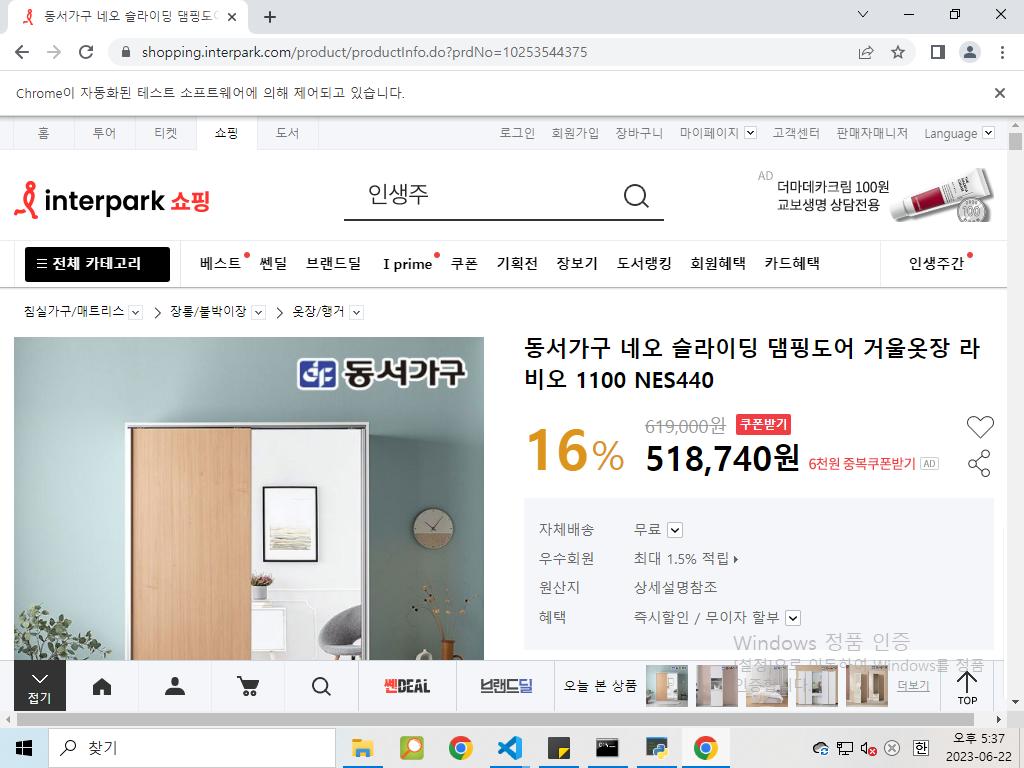 동서가구 네오 슬라이딩 댐핑도어
shopping.interpark.com/product/productInfo.do?prdNo=10253544375
Chrome이 자동화된 테스트 소프트웨어에 의해 제어되고 있습니다.
홈 투어 티켓 쇼핑 도서 로그인 회원가입 장바구니 마이페이지 고객센터 판매자매니저 Language
interpark 쇼핑
인생주
AD 더마데카크림 100원
교보생명 상담전용
100
전체 카테고리 베스트 쎈딜 브랜드딜 I prime 쿠폰 기획전 장보기 도서랭킹 회원혜택 카드혜택 인생주간
침실가구/매트리스 장롱/붙박이장 옷장/행거
동서가구
동서가구 네오 슬라이딩 댐핑도어 거울옷장 라
비오 1100 NES440
16%
619,000원 쿠폰받기
518,740원 6천원 중복쿠폰받기 AD
자체배송 무료
우수회원 최대 1.5% 적립
원산지 상세설명참조
혜택 즉시할인 / 무이자 할부
Windows 정품 인증
[설정]으로 이동하여 Windows를 정품
인증합니다.
접기
쎈DEAL
브랜드딜
오늘 본 상품
더보기
TOP
찾기
한
오후 5:37
2023-06-22